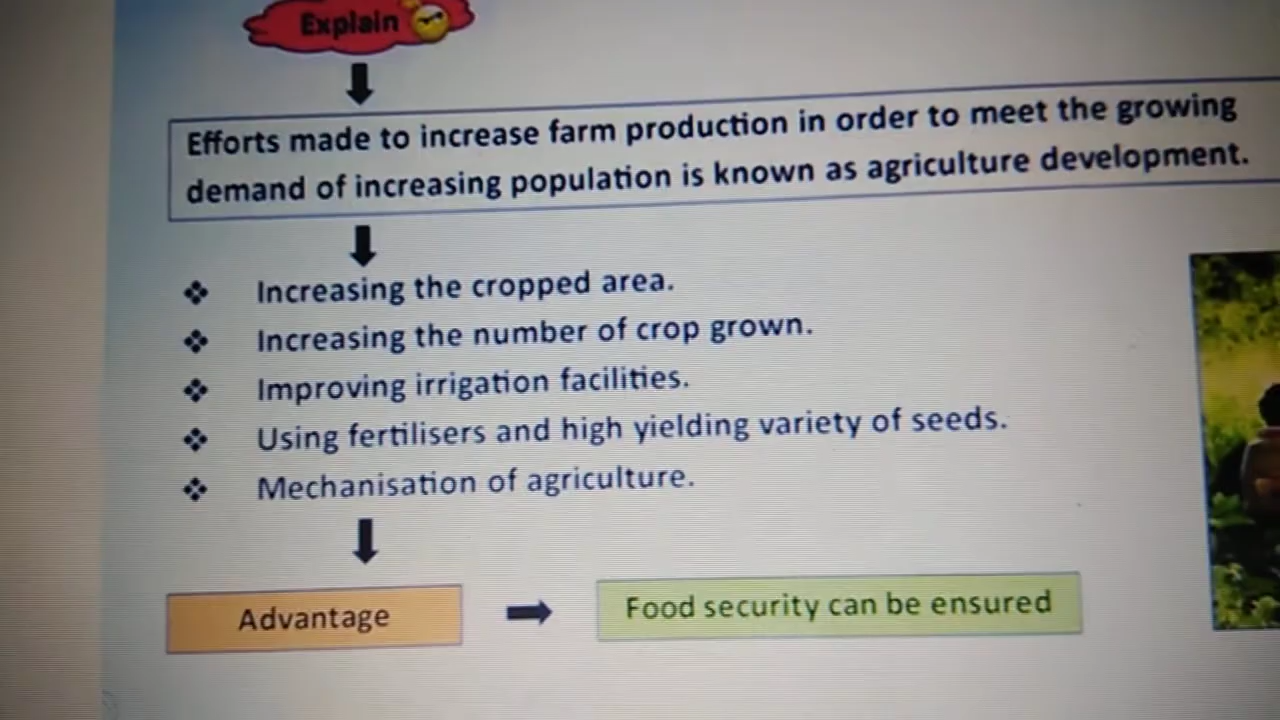 Explain
Efforts made to increase farm production in order to meet the growing
demand of increasing population is known as agriculture development.
❖ Increasing the cropped area.
❖ Increasing the number of crop grown.
❖ Improving irrigation facilities.
❖ Using fertilisers and high yielding variety of seeds.
❖ Mechanisation of agriculture.
Advantage
Food security can be ensured